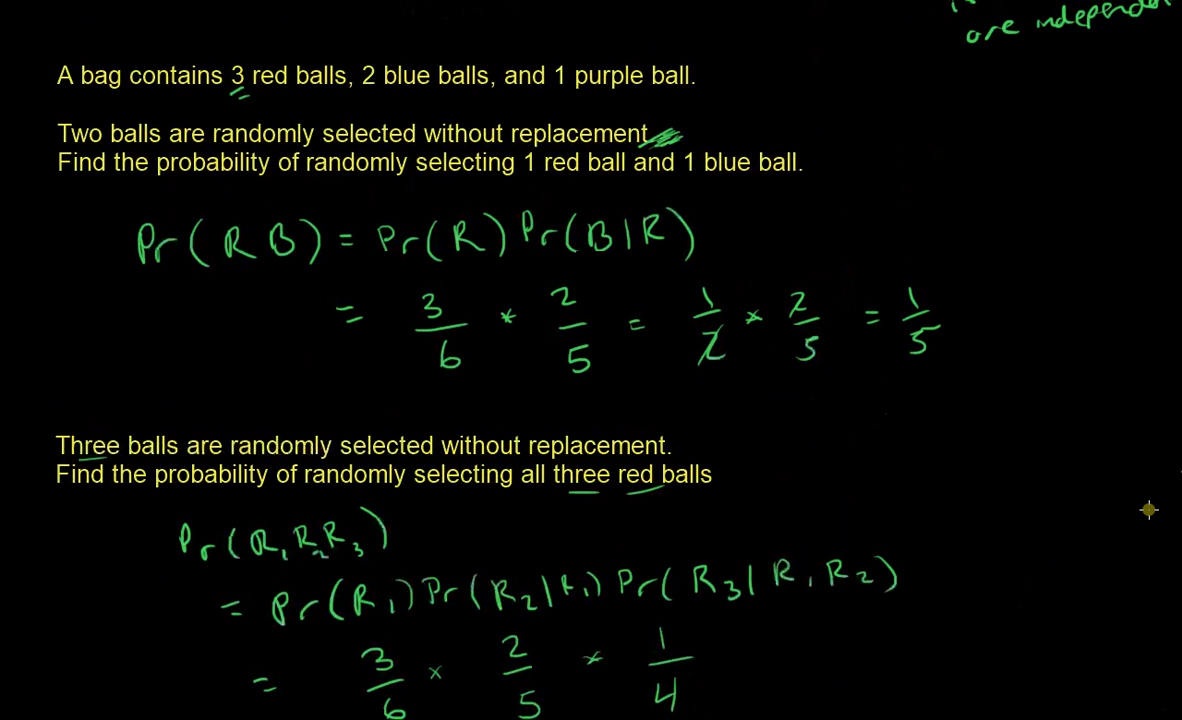 are independent
A bag contains 3 red balls, 2 blue balls, and 1 purple ball.
Two balls are randomly selected without replacement
Find the probability of randomly selecting 1 red ball and 1 blue ball.
Pr(RB) = Pr(R) Pr(B|R)
= 3/6 * 2/5 = 1/2 × 2/5 = 1/5
Three balls are randomly selected without replacement.
Find the probability of randomly selecting all three red balls
Pr(R₁R₂R₃)
= Pr(R₁) Pr(R₂|R₁) Pr(R₃|R₁R₂)
= 3/6 × 2/5 × 1/4